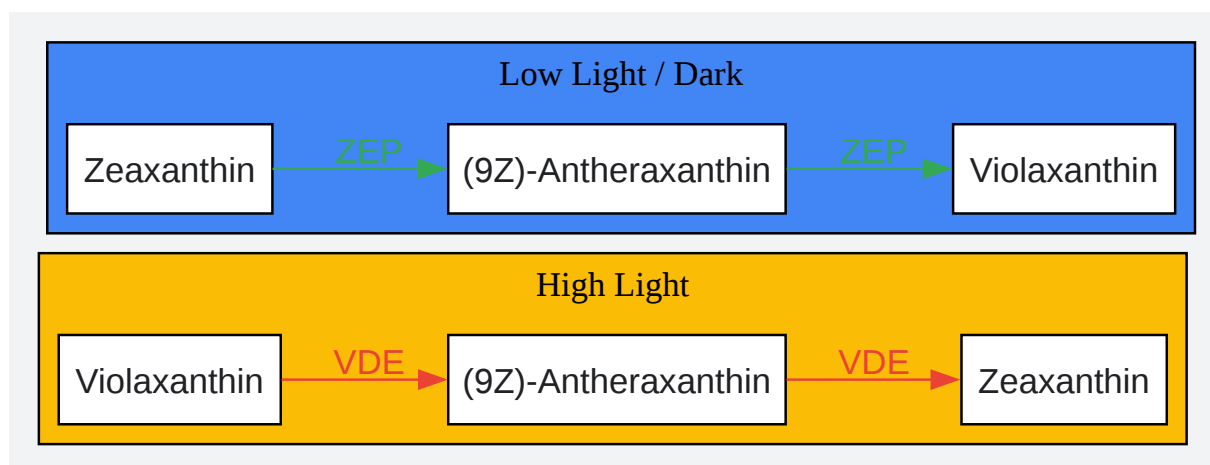 Low Light / Dark
Zeaxanthin ZEP (9Z)-Antheraxanthin ZEP Violaxanthin
High Light
Violaxanthin VDE (9Z)-Antheraxanthin VDE Zeaxanthin